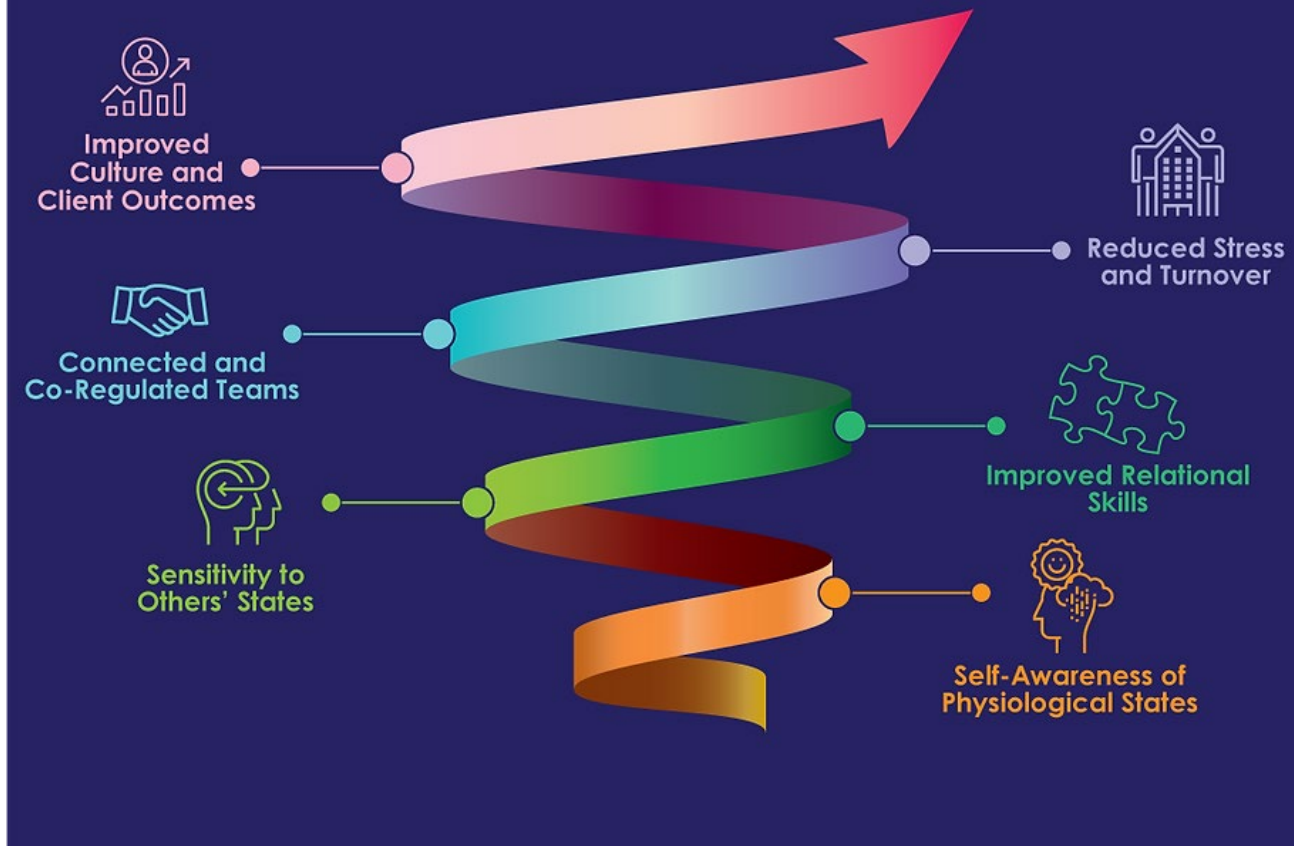 Improved
Culture and
Client Outcomes
Reduced Stress
and Turnover
Connected and
Co-Regulated Teams
Improved Relational
Skills
Sensitivity to
Others’ States
Self-Awareness of
Physiological States